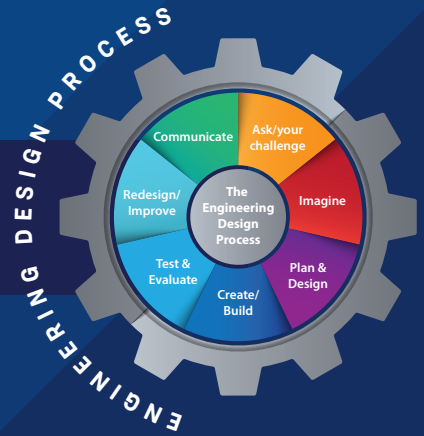 ENGINEERING DESIGN PROCESS
The
Engineering
Design
Process
Ask/your
challenge
Imagine
Plan &
Design
Create/
Build
Test &
Evaluate
Redesign/
Improve
Communicate